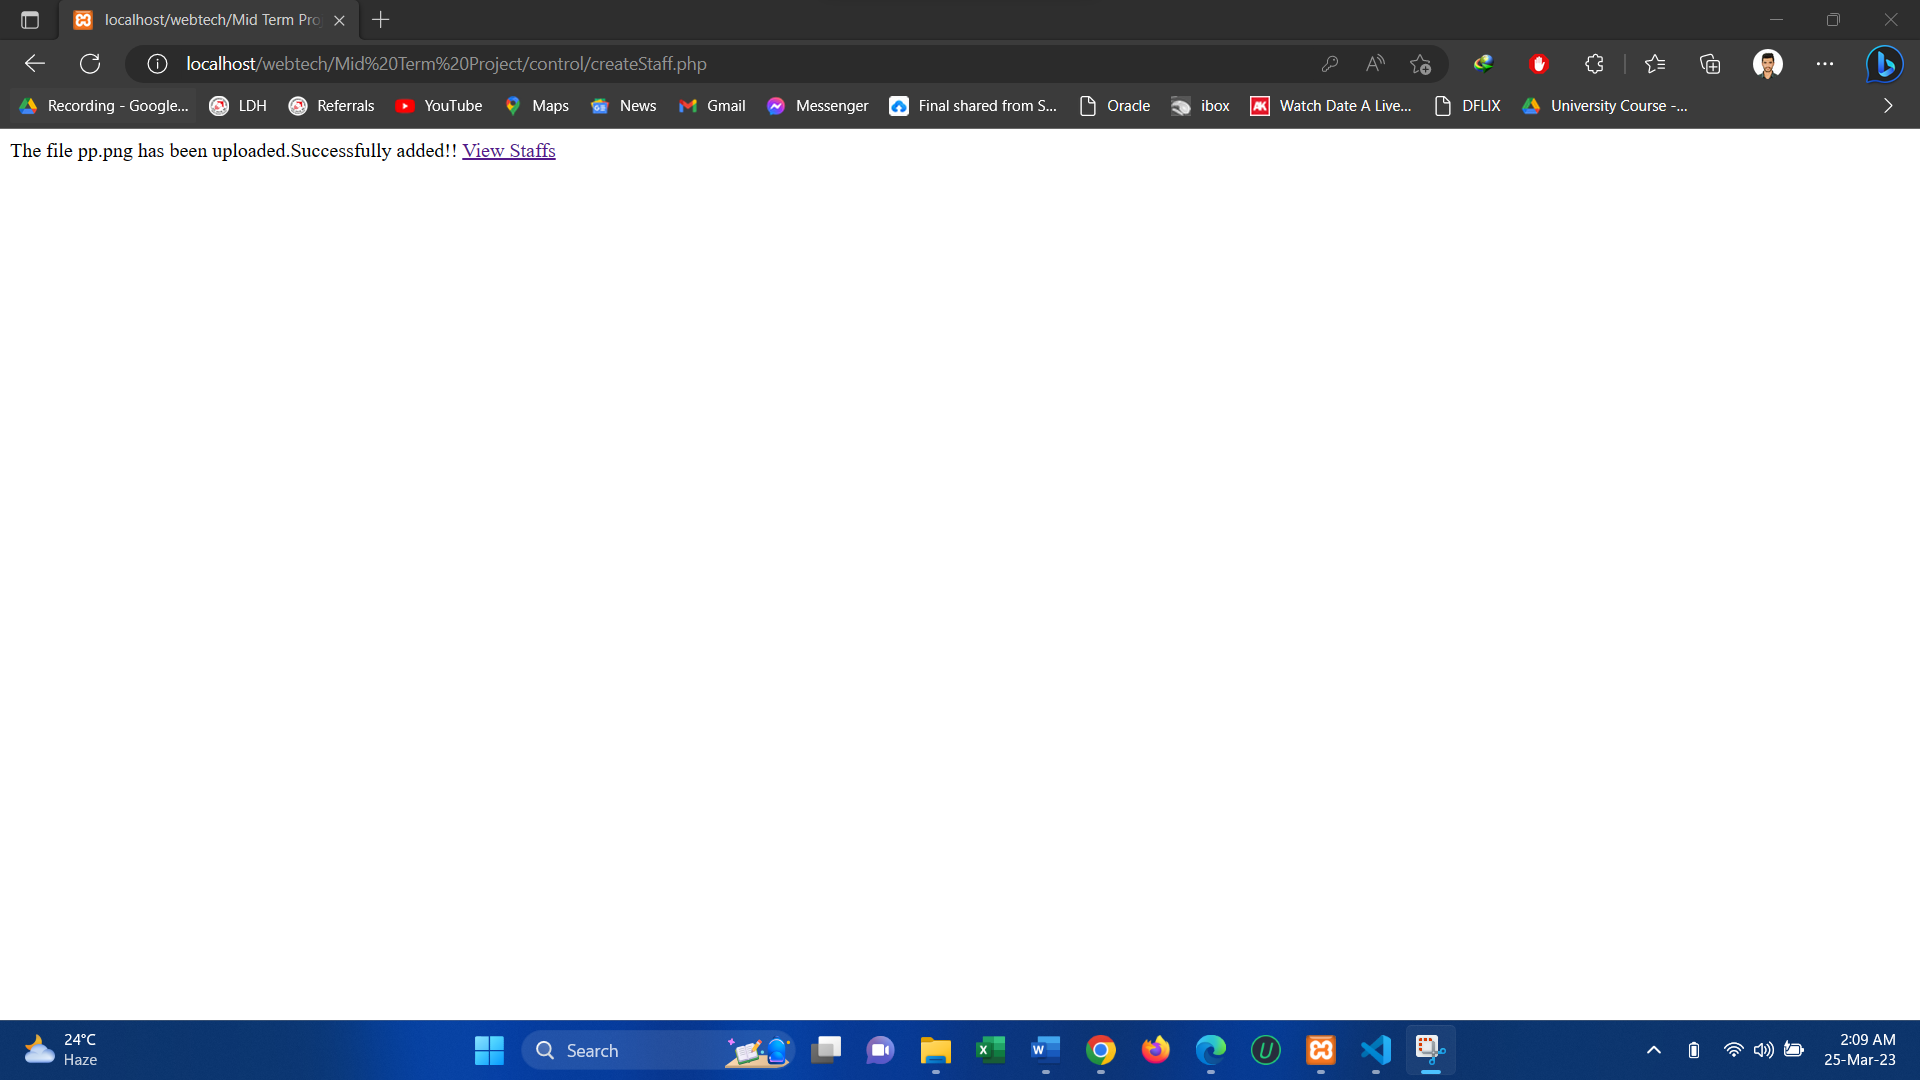 localhost/webtech/Mid Term Pro
localhost/webtech/Mid%20Term%20Project/control/createStaff.php
Recording - Google... LDH Referrals YouTube Maps News Gmail Messenger Final shared from S... Oracle ibox AK Watch Date A Live... DFLIX University Course -...
The file pp.png has been uploaded.Successfully added!! View Staffs
24°C
Haze
Search
2:09 AM
25-Mar-23